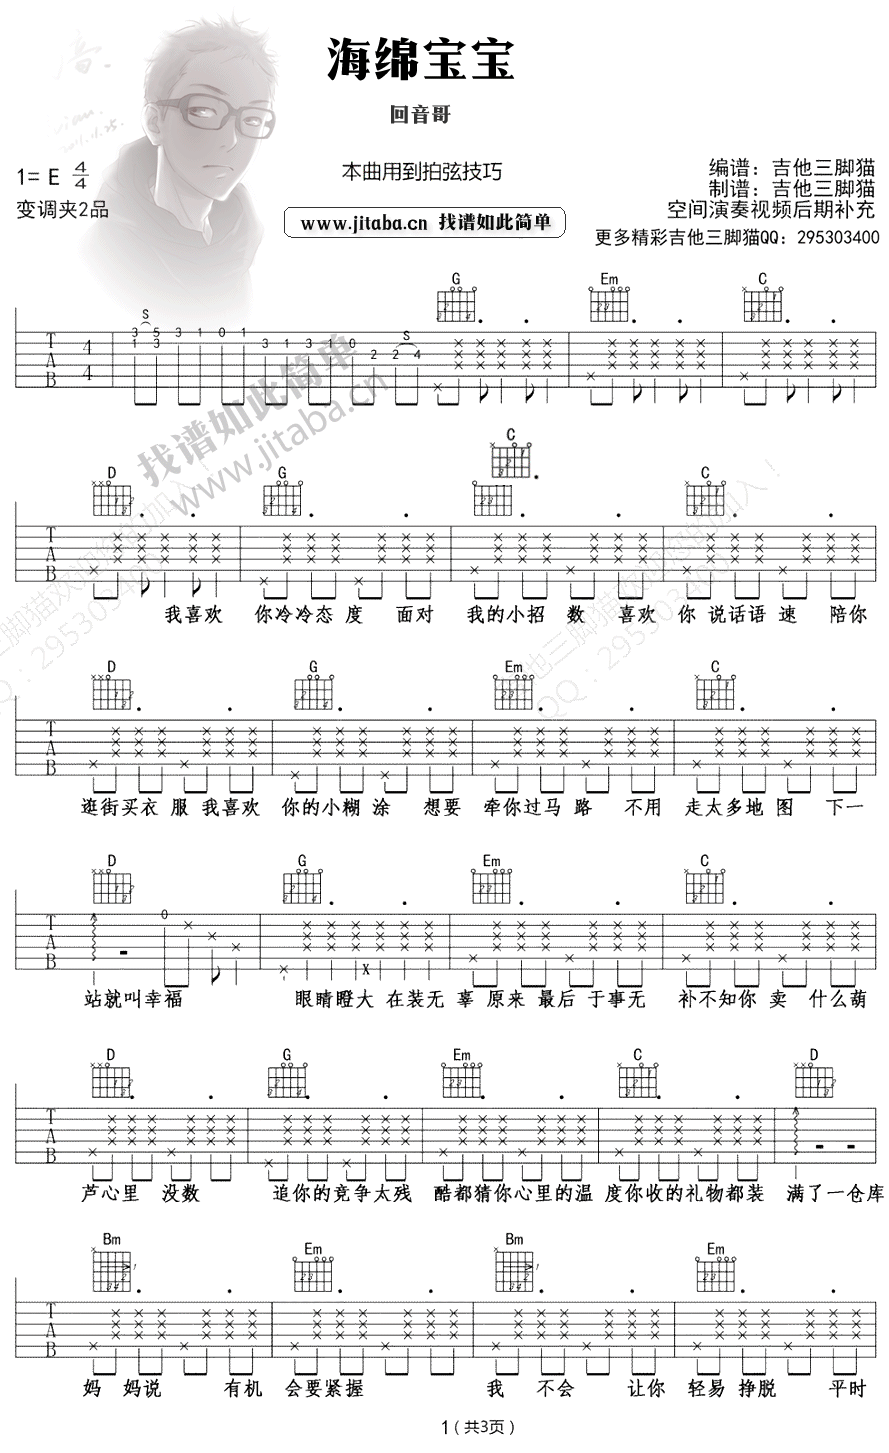 海绵宝宝
回音哥
1= E 4/4
本曲用到拍弦技巧
编谱：吉他三脚猫
制谱：吉他三脚猫
变调夹2品
空间演奏视频后期补充
www.jitaba.cn 找谱如此简单
更多精彩吉他三脚猫QQ：295303400
G Em C
S S
T A B 4 4 3 5 3 1 0 1 1 3 3 1 3 1 0 2 2 4
找谱如此简单
www.jitaba.cn
D G C C
T A B
我喜欢 你冷冷态 度 面对 我的小招 数 喜欢 你 说话语 速 陪你
D G Em C
T A B
逛街买衣 服 我喜欢 你的小糊 涂 想要 牵你过马 路 不用 走太多地 图 下一
D G Em C
T A B 0 X
站就叫幸福 眼睛瞪大 在装无 辜 原来 最后 于事无 补不知你 卖 什么萌
D G Em C D
T A B
芦心里 没数 追你的竞争太残 酷都猜你心里的温 度你收的礼物都装 满了一仓库
Bm Em Bm Em
T A B
妈 妈说 有机 会要紧握 我 不会 让你 轻易 挣脱 平时
1（共3页）